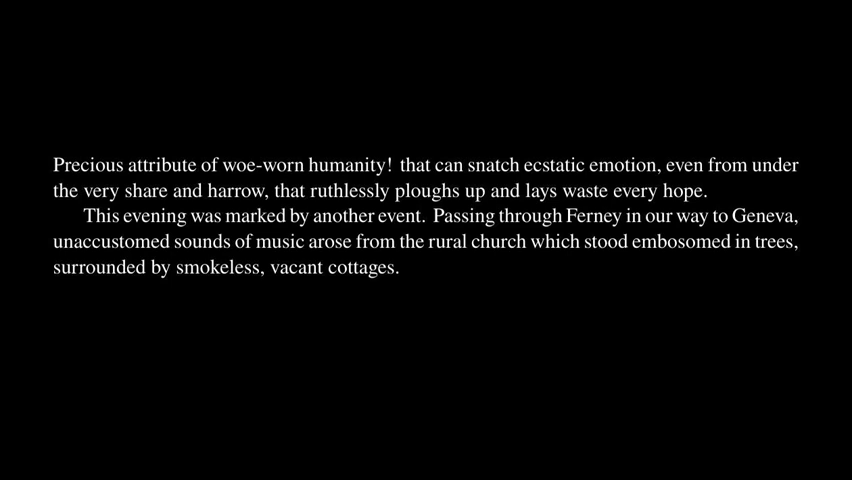 Precious attribute of woe-worn humanity! that can snatch ecstatic emotion, even from under
the very share and harrow, that ruthlessly ploughs up and lays waste every hope.
This evening was marked by another event. Passing through Ferney in our way to Geneva,
unaccustomed sounds of music arose from the rural church which stood embosomed in trees,
surrounded by smokeless, vacant cottages.